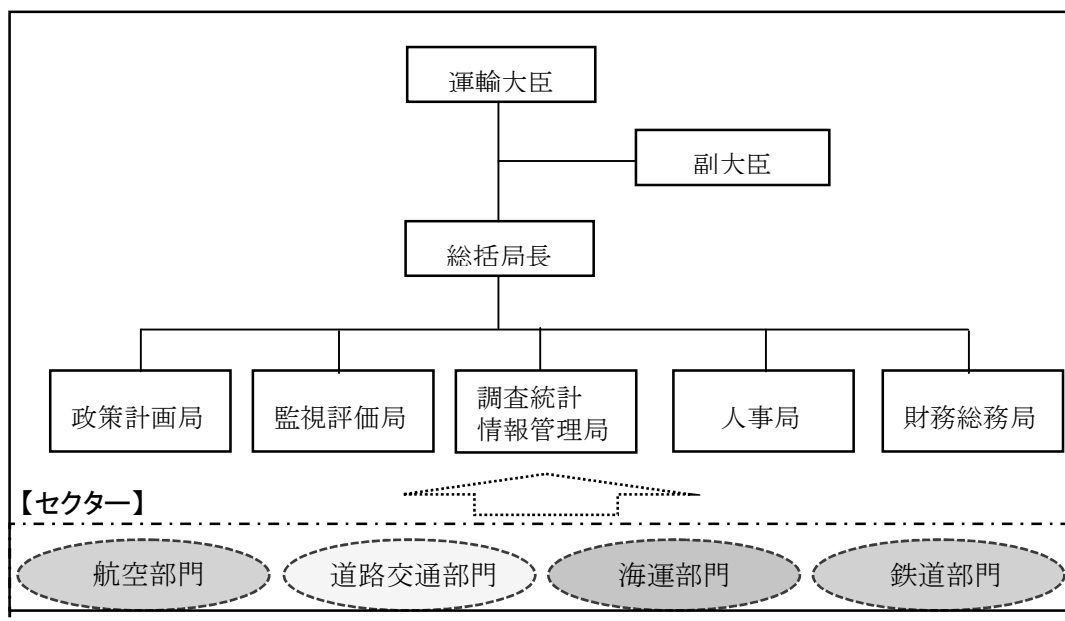 運輸大臣
副大臣
総括局長
政策計画局
監視評価局
調査統計
情報管理局
人事局
財務総務局
【セクター】
航空部門
道路交通部門
海運部門
鉄道部門